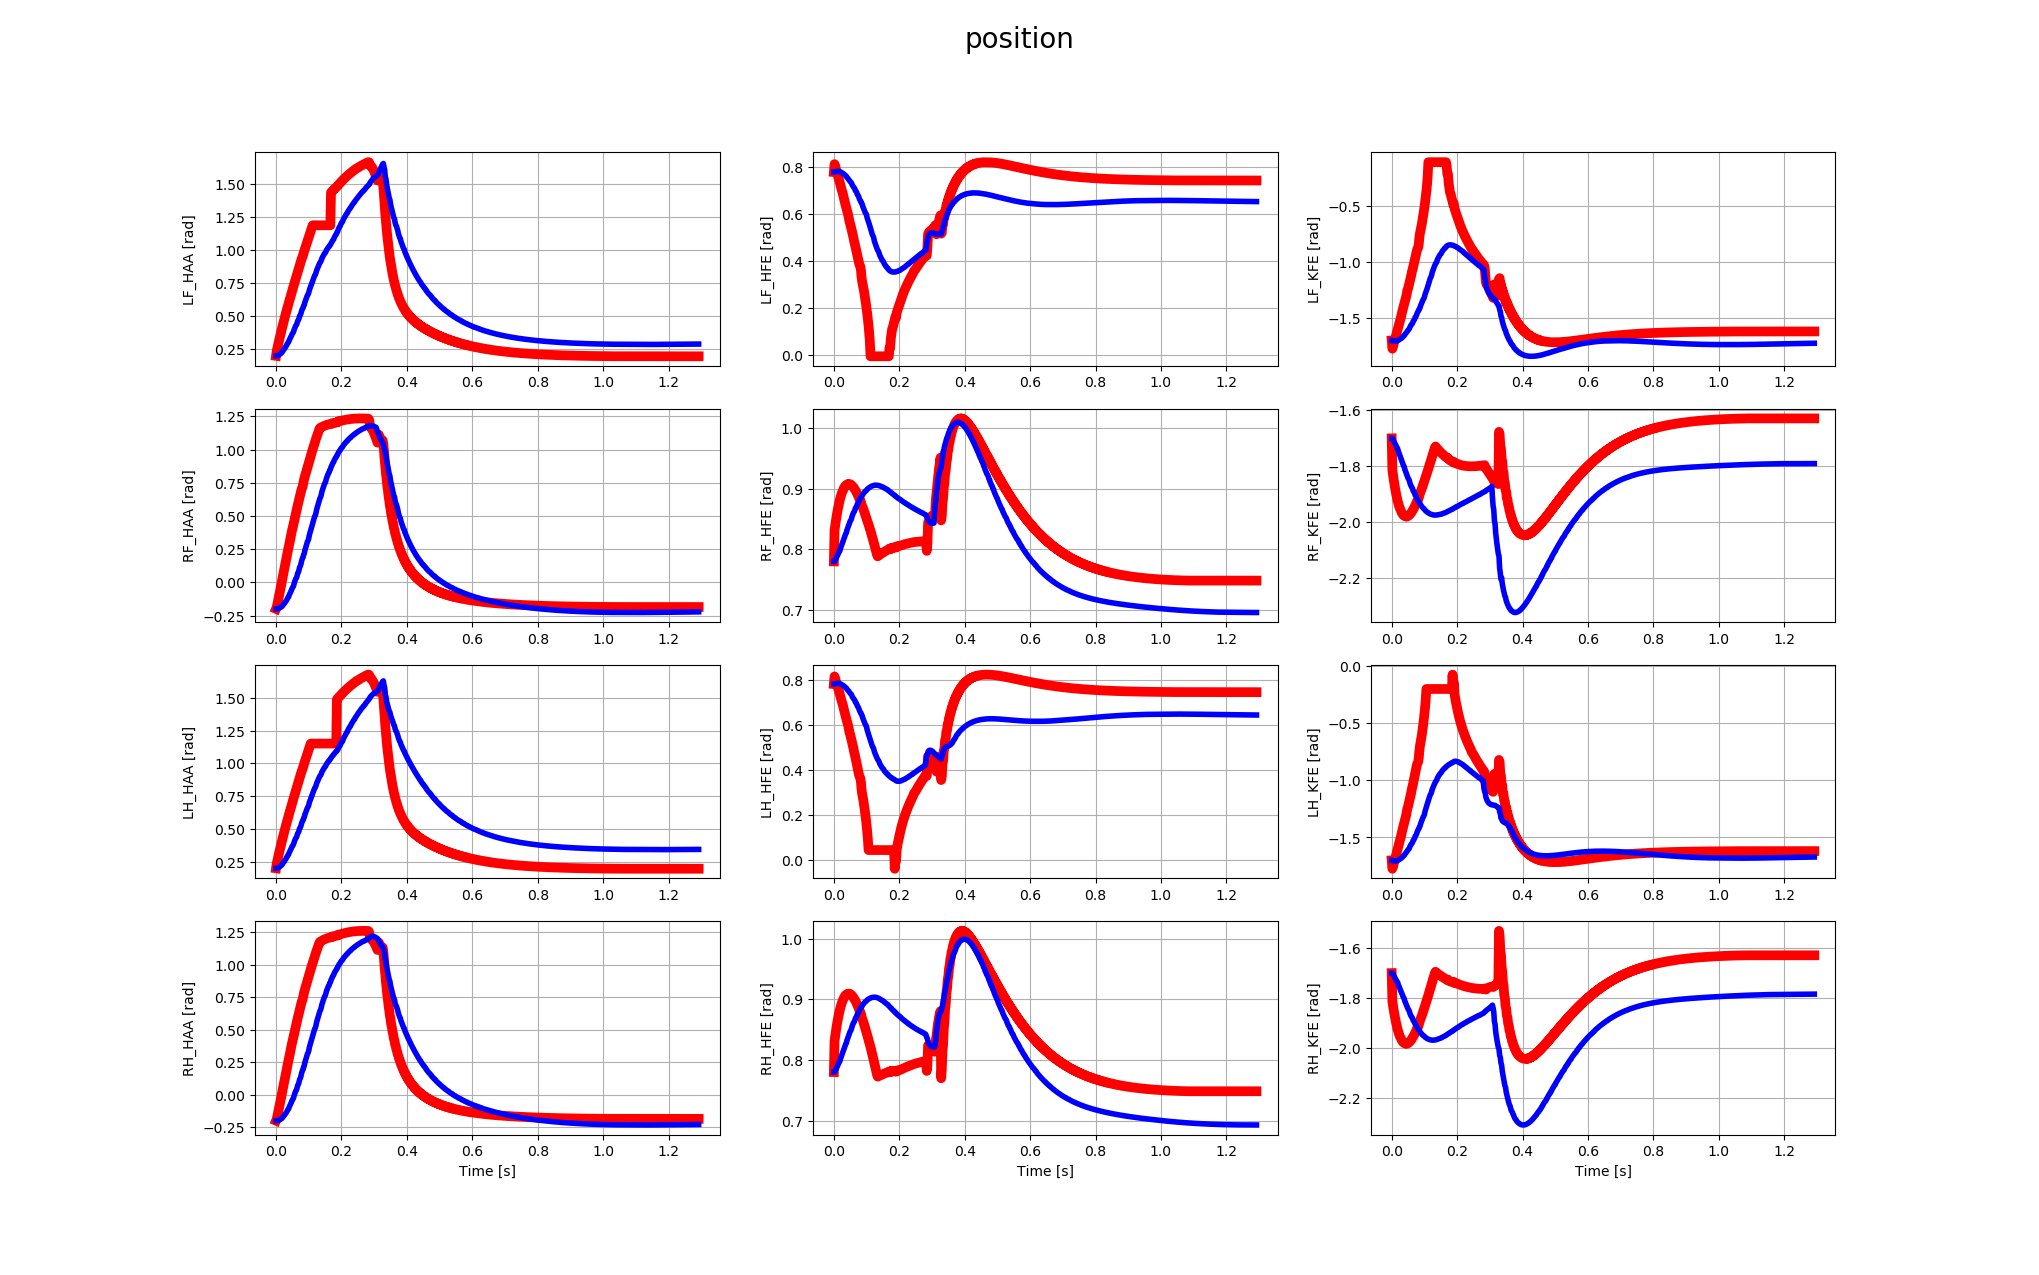 position
LF_HAA [rad]
1.50
1.25
1.00
0.75
0.50
0.25
0.0 0.2 0.4 0.6 0.8 1.0 1.2
LF_HFE [rad]
0.8
0.6
0.4
0.2
0.0
0.0 0.2 0.4 0.6 0.8 1.0 1.2
LF_KFE [rad]
−0.5
−1.0
−1.5
0.0 0.2 0.4 0.6 0.8 1.0 1.2
RF_HAA [rad]
1.25
1.00
0.75
0.50
0.25
0.00
−0.25
0.0 0.2 0.4 0.6 0.8 1.0 1.2
RF_HFE [rad]
1.0
0.9
0.8
0.7
0.0 0.2 0.4 0.6 0.8 1.0 1.2
RF_KFE [rad]
−1.6
−1.8
−2.0
−2.2
0.0 0.2 0.4 0.6 0.8 1.0 1.2
LH_HAA [rad]
1.50
1.25
1.00
0.75
0.50
0.25
0.0 0.2 0.4 0.6 0.8 1.0 1.2
LH_HFE [rad]
0.8
0.6
0.4
0.2
0.0
0.0 0.2 0.4 0.6 0.8 1.0 1.2
LH_KFE [rad]
0.0
−0.5
−1.0
−1.5
0.0 0.2 0.4 0.6 0.8 1.0 1.2
RH_HAA [rad]
1.25
1.00
0.75
0.50
0.25
0.00
−0.25
0.0 0.2 0.4 0.6 0.8 1.0 1.2
Time [s]
RH_HFE [rad]
1.0
0.9
0.8
0.7
0.0 0.2 0.4 0.6 0.8 1.0 1.2
Time [s]
RH_KFE [rad]
−1.6
−1.8
−2.0
−2.2
0.0 0.2 0.4 0.6 0.8 1.0 1.2
Time [s]